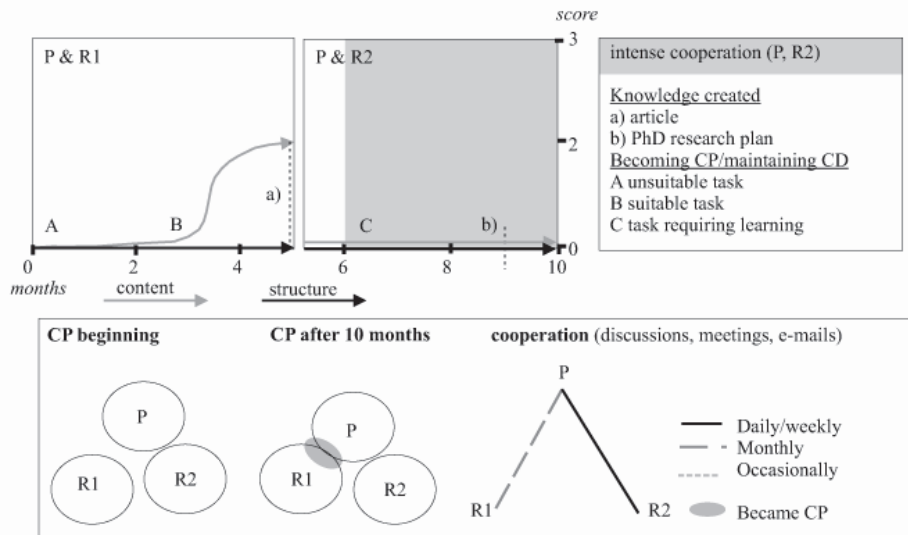 score
P & R1
P & R2
3
2
0
a)
b)
A
B
C
0
2
4
6
8
10
months
content
structure
intense cooperation (P, R2)
Knowledge created
a) article
b) PhD research plan
Becoming CP/maintaining CD
A unsuitable task
B suitable task
C task requiring learning
CP beginning
P
R1
R2
CP after 10 months
P
R1
R2
cooperation (discussions, meetings, e-mails)
P
R1
R2
Daily/weekly
Monthly
Occasionally
Became CP